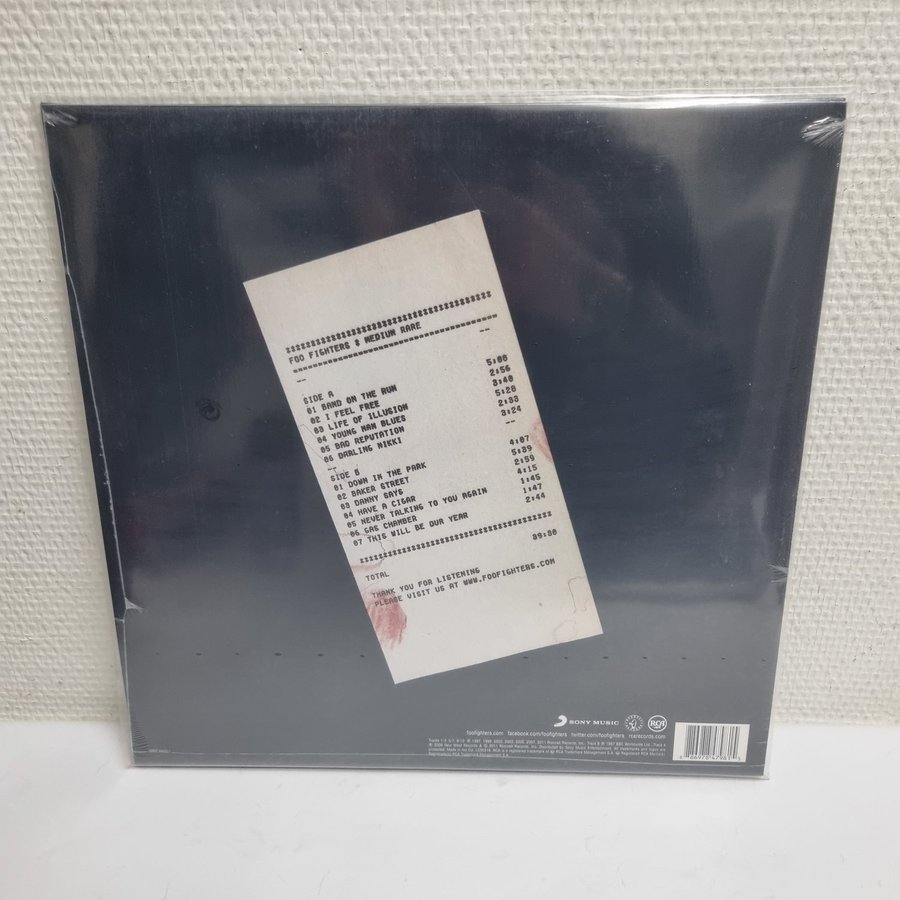 FOO FIGHTERS $ MEDIUM RARE
--
--
SIDE A
01 BAND ON THE RUN 5:06
02 I FEEL FREE 2:56
03 LIFE OF ILLUSION 3:40
04 YOUNG MAN BLUES 5:28
05 BAD REPUTATION 2:33
06 DARLING NIKKI 3:24
--
--
SIDE B
01 DOWN IN THE PARK 4:07
02 BAKER STREET 5:39
03 DANNY SAYS 2:59
04 HAVE A CIGAR 4:15
05 NEVER TALKING TO YOU AGAIN 1:45
06 GAS CHAMBER 1:47
07 THIS WILL BE OUR YEAR 2:44
TOTAL 39:30
THANK YOU FOR LISTENING
PLEASE VISIT US AT WWW.FOOFIGHTERS.COM
SONY MUSIC
RCA
foofighters.com facebook.com/foofighters twitter.com/foofighters rcarecords.com